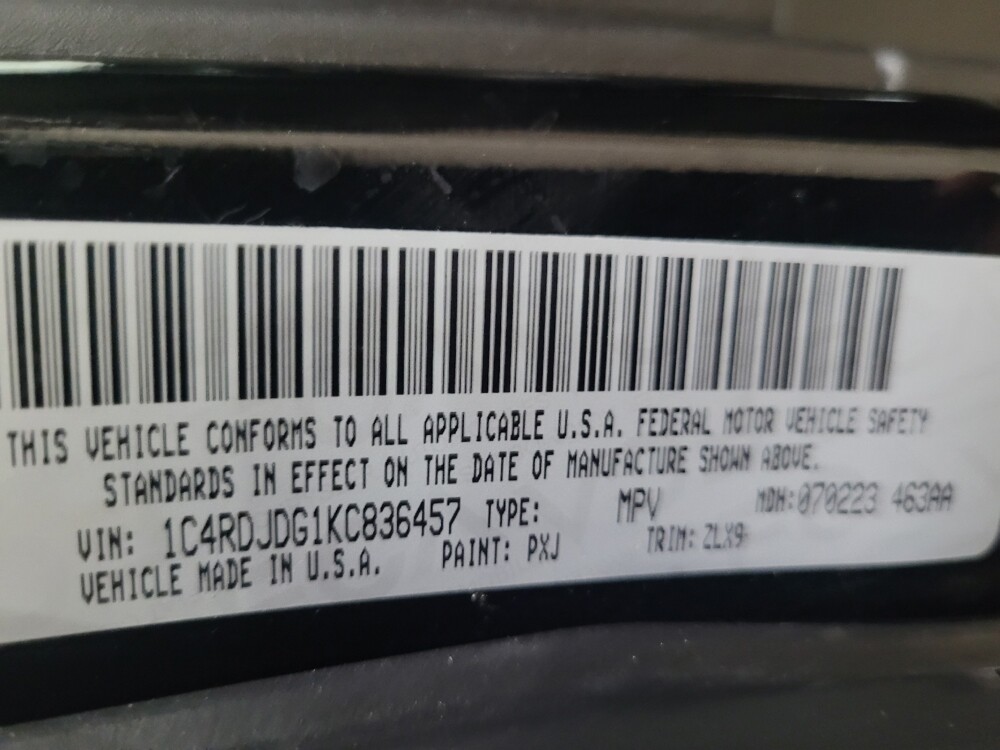 THIS VEHICLE CONFORMS TO ALL APPLICABLE U.S.A. FEDERAL MOTOR VEHICLE SAFETY
STANDARDS IN EFFECT ON THE DATE OF MANUFACTURE SHOWN ABOVE.
VIN: 1C4RDJDG1KC836457 TYPE: MPV MDH:070223 463AA
VEHICLE MADE IN U.S.A. PAINT: PXJ TRIM: ZLX9